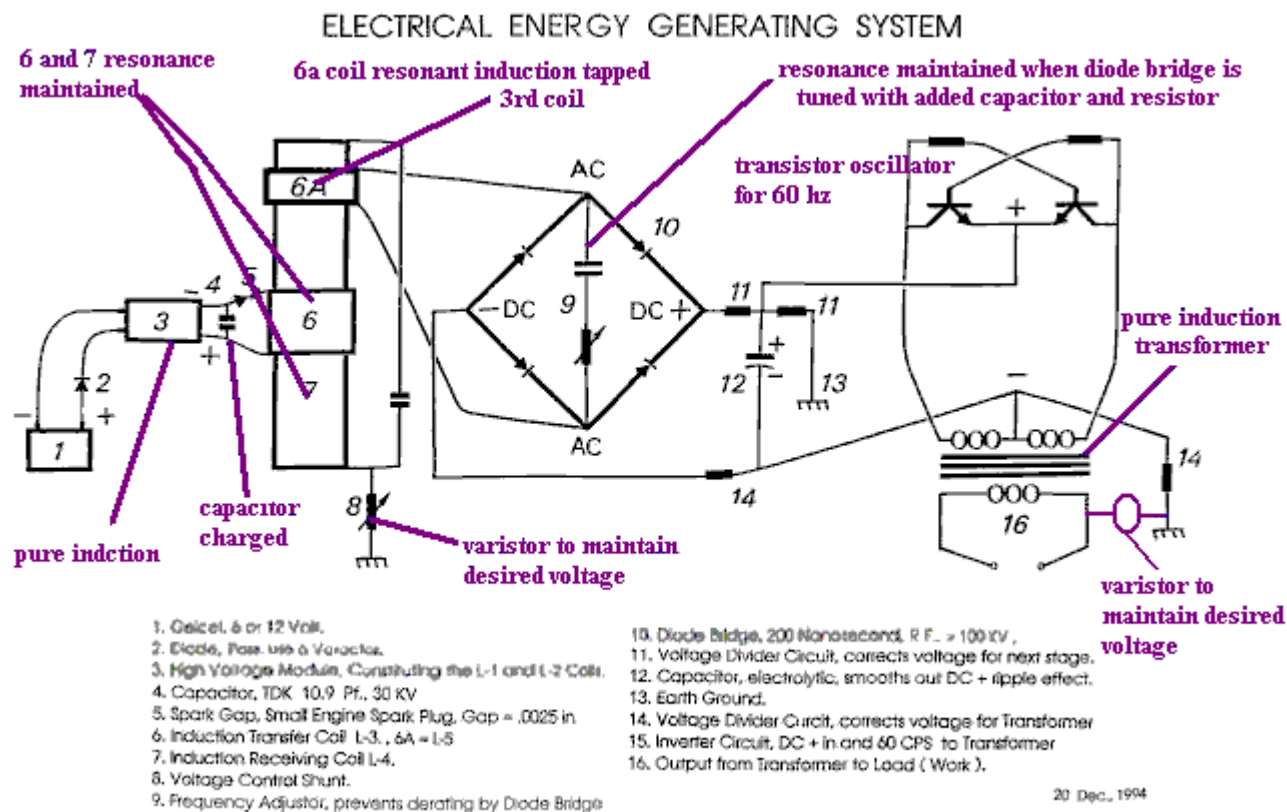 ELECTRICAL ENERGY GENERATING SYSTEM
6 and 7 resonance
maintained
6a coil resonant induction tapped
3rd coil
resonance maintained when diode bridge is
tuned with added capacitor and resistor
transistor oscillator
for 60 hz
pure induction
transformer
6A
AC
10
+
4
5
3
6
- DC
9
DC +
11
11
+
-
+
12
-
13
2
7
-
+
1
AC
14
14
8
16
pure indction
capacitor
charged
varistor to maintain
desired voltage
varistor to
maintain desired
voltage
1. Gelcel, 6 or 12 Volt.
2. Diode, Poss. use a Varactor.
3. High Voltage Module, Constituting the L-1 and L-2 Coils.
4. Capacitor, TDK 10.9 Pf., 30 KV
5. Spark Gap, Small Engine Spark Plug, Gap = .0025 in
6. Induction Transfer Coil L-3. , 6A = L-5
7. Induction Receiving Coil L-4.
8. Voltage Control Shunt.
9. Frequency Adjustor, prevents derating by Diode Bridge
10. Diode Bridge, 200 Nanosecond, R F.. > 100 KV .
11. Voltage Divider Circuit, corrects voltage for next stage.
12. Capacitor, electrolytic, smooths out DC + ripple effect.
13. Earth Ground.
14. Voltage Divider Curcit, corrects voltage for Transformer
15. Inverter Circuit, DC + in and 60 CPS to Transformer
16. Output from Transformer to Load ( Work ).
20 Dec., 1994